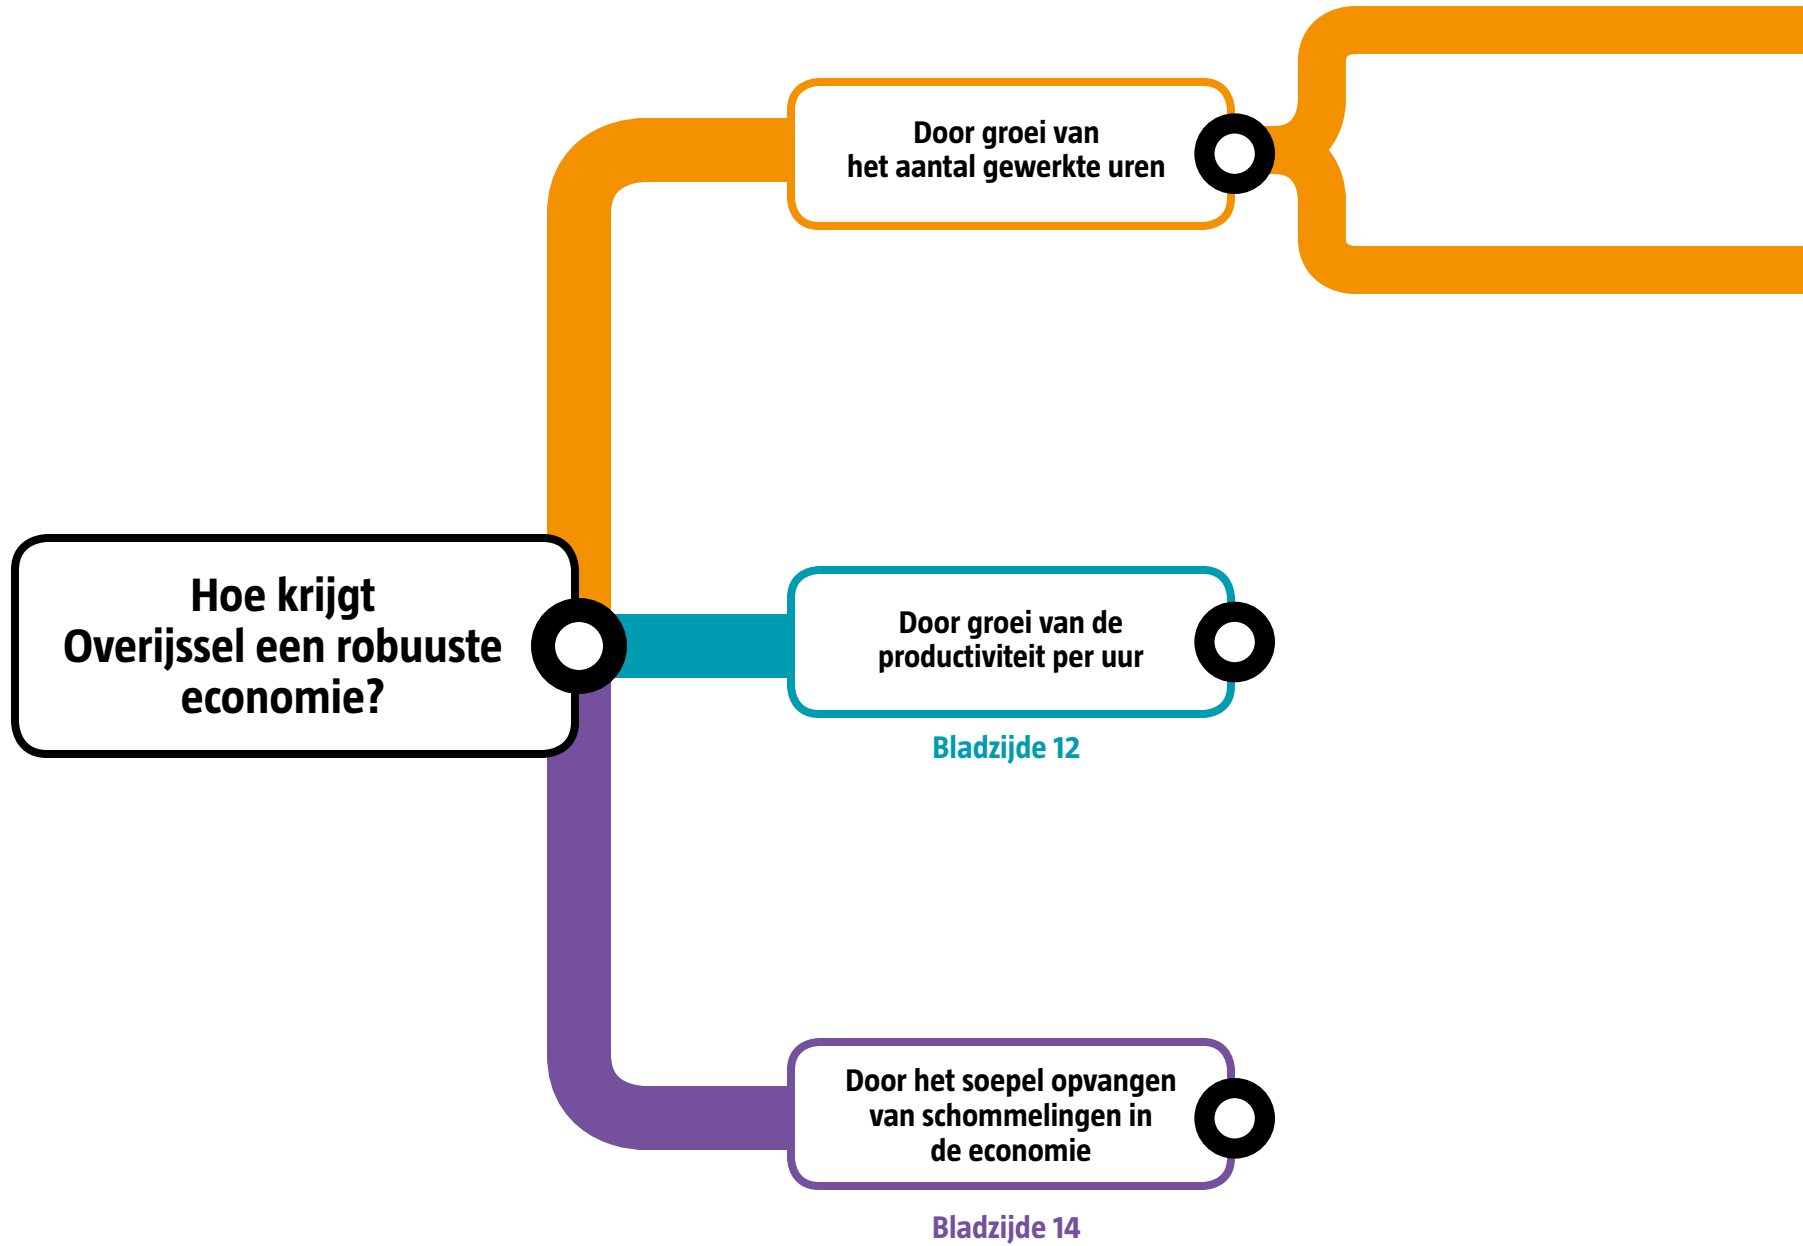 Door groei van
het aantal gewerkte uren
Hoe krijgt
Overijssel een robuuste
economie?
Door groei van de
productiviteit per uur
Bladzijde 12
Door het soepel opvangen
van schommelingen in
de economie
Bladzijde 14